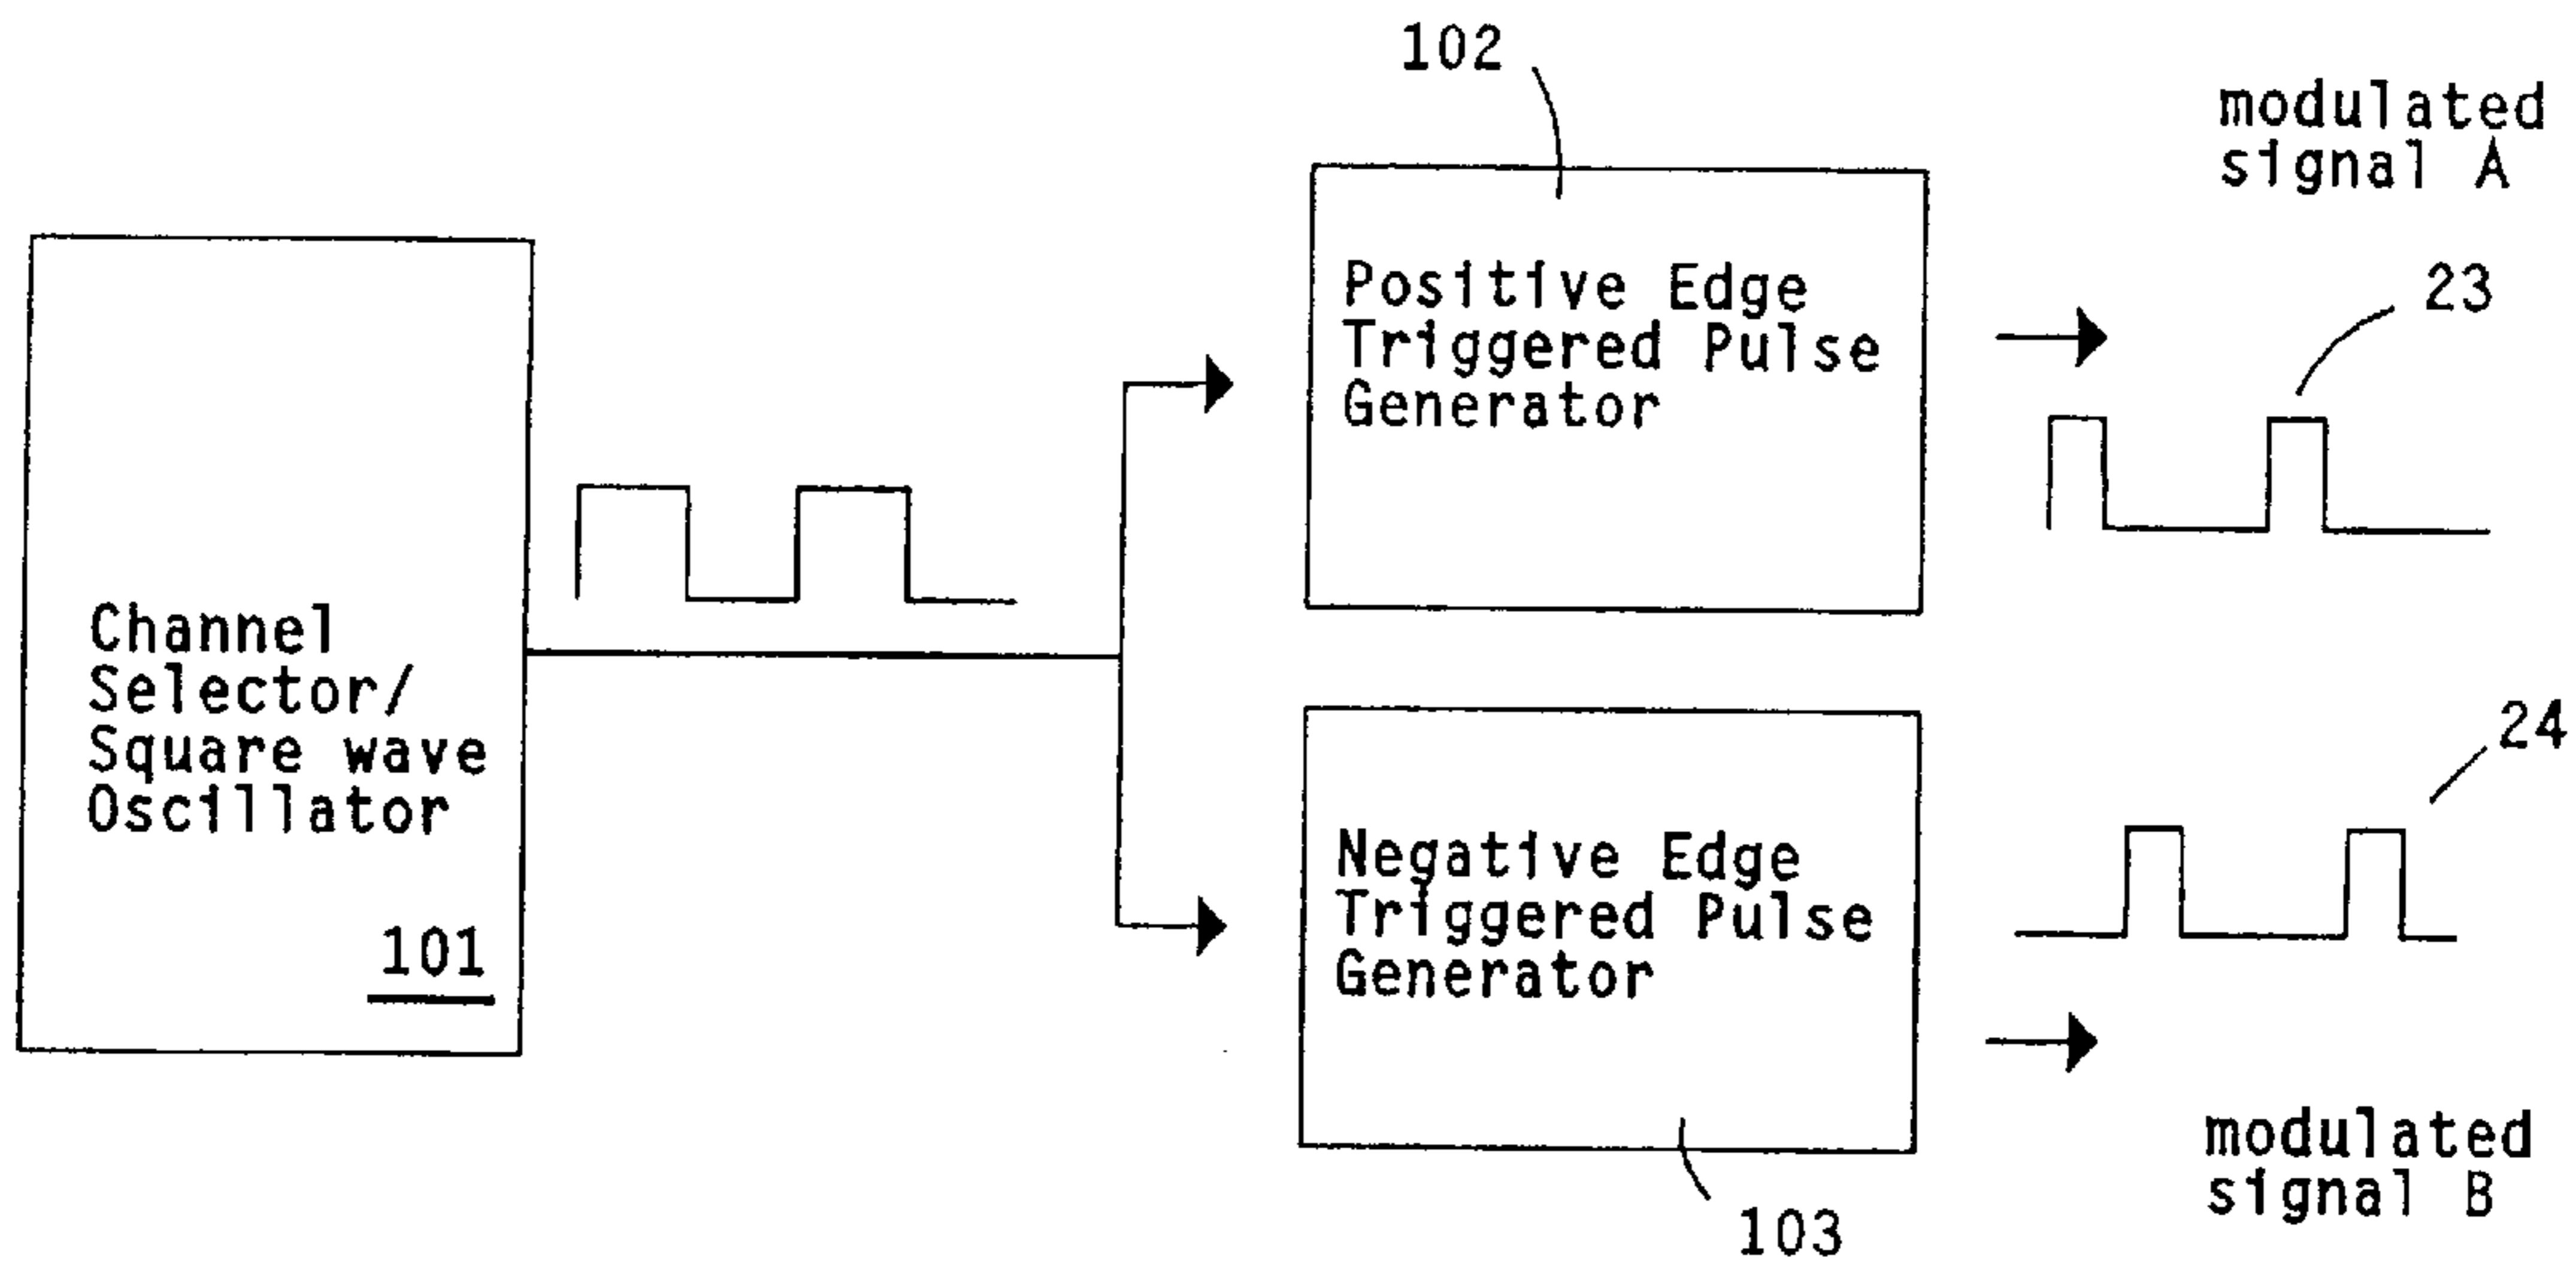 102
modulated
signal A
Positive Edge
Triggered Pulse
Generator
23
Channel
Selector/
Square wave
Oscillator
101
24
Negative Edge
Triggered Pulse
Generator
103
modulated
signal B